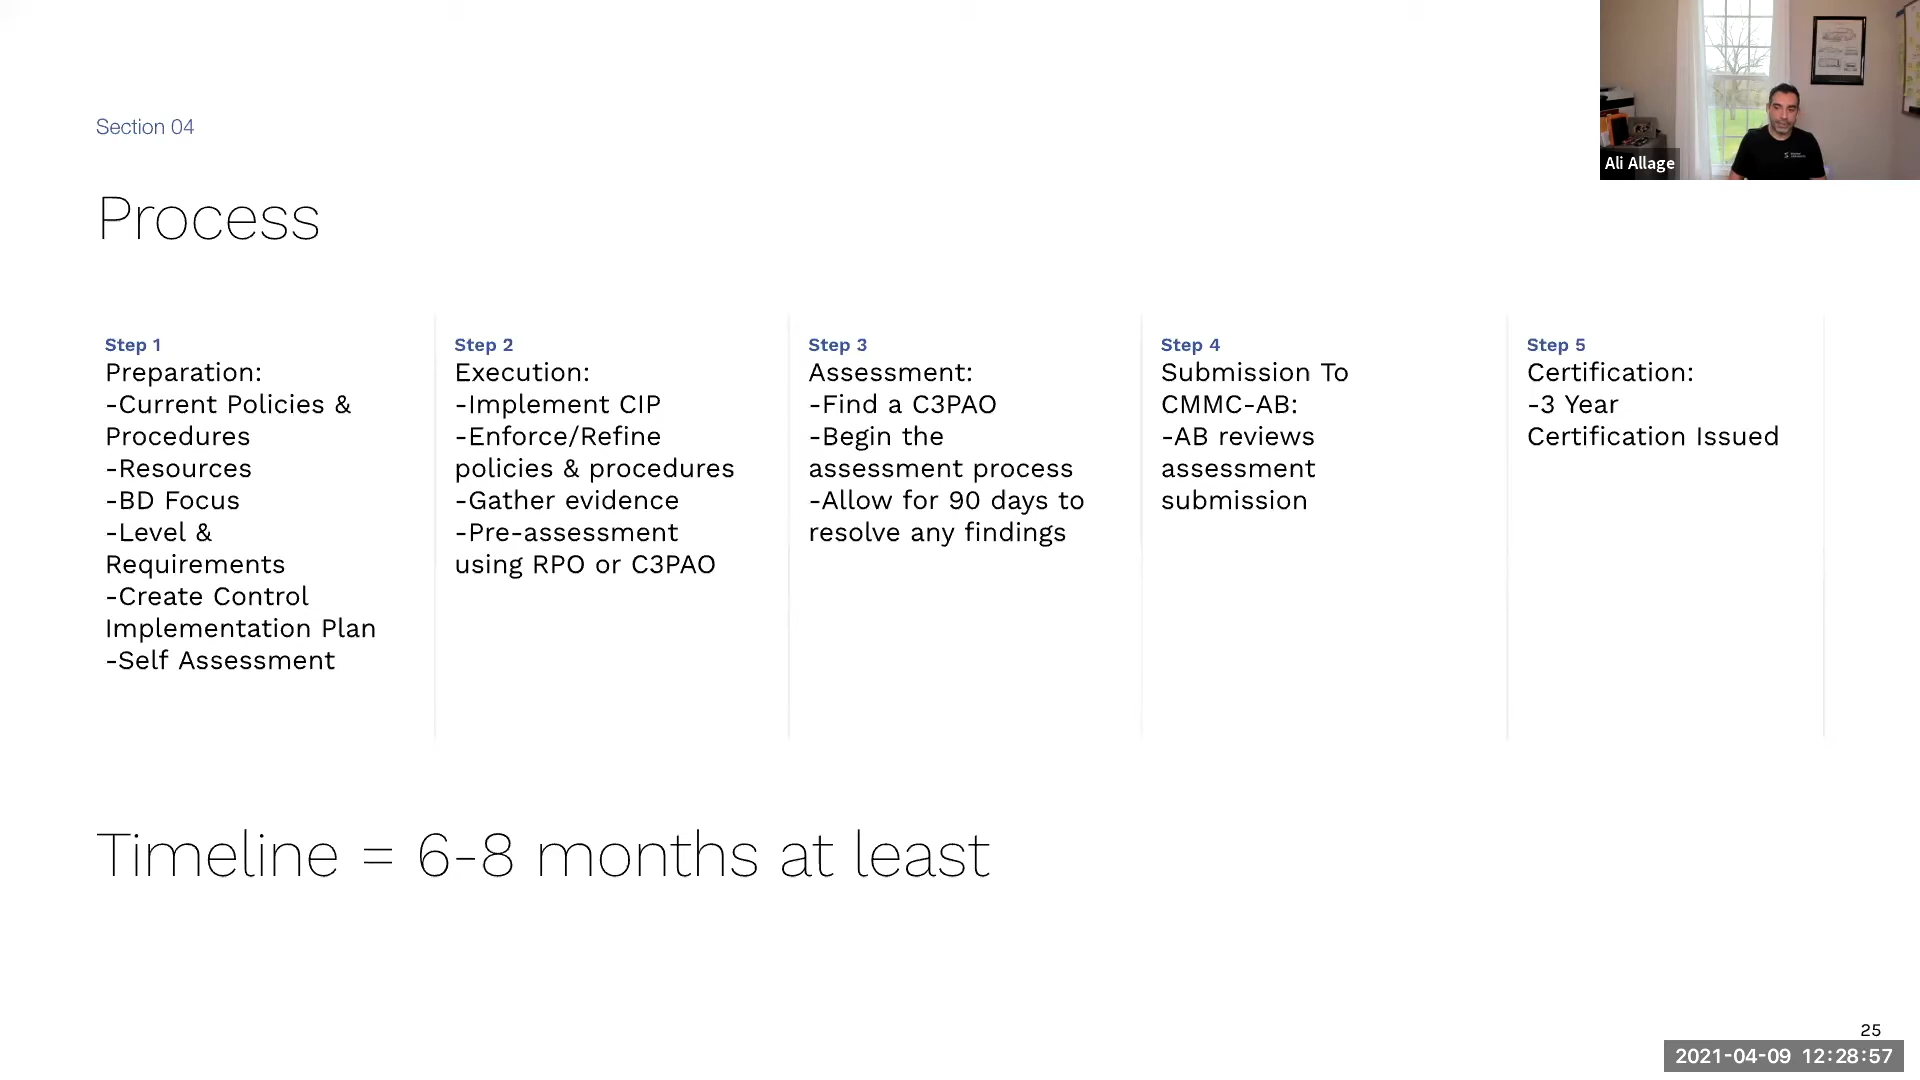 Section 04
Process
Step 1
Preparation:
-Current Policies &
Procedures
-Resources
-BD Focus
-Level &
Requirements
-Create Control
Implementation Plan
-Self Assessment
Step 2
Execution:
-Implement CIP
-Enforce/Refine
policies & procedures
-Gather evidence
-Pre-assessment
using RPO or C3PAO
Step 3
Assessment:
-Find a C3PAO
-Begin the
assessment process
-Allow for 90 days to
resolve any findings
Step 4
Submission To
CMMC-AB:
-AB reviews
assessment
submission
Step 5
Certification:
-3 Year
Certification Issued
Timeline = 6-8 months at least
Ali Allage
25
2021-04-09 12:28:57